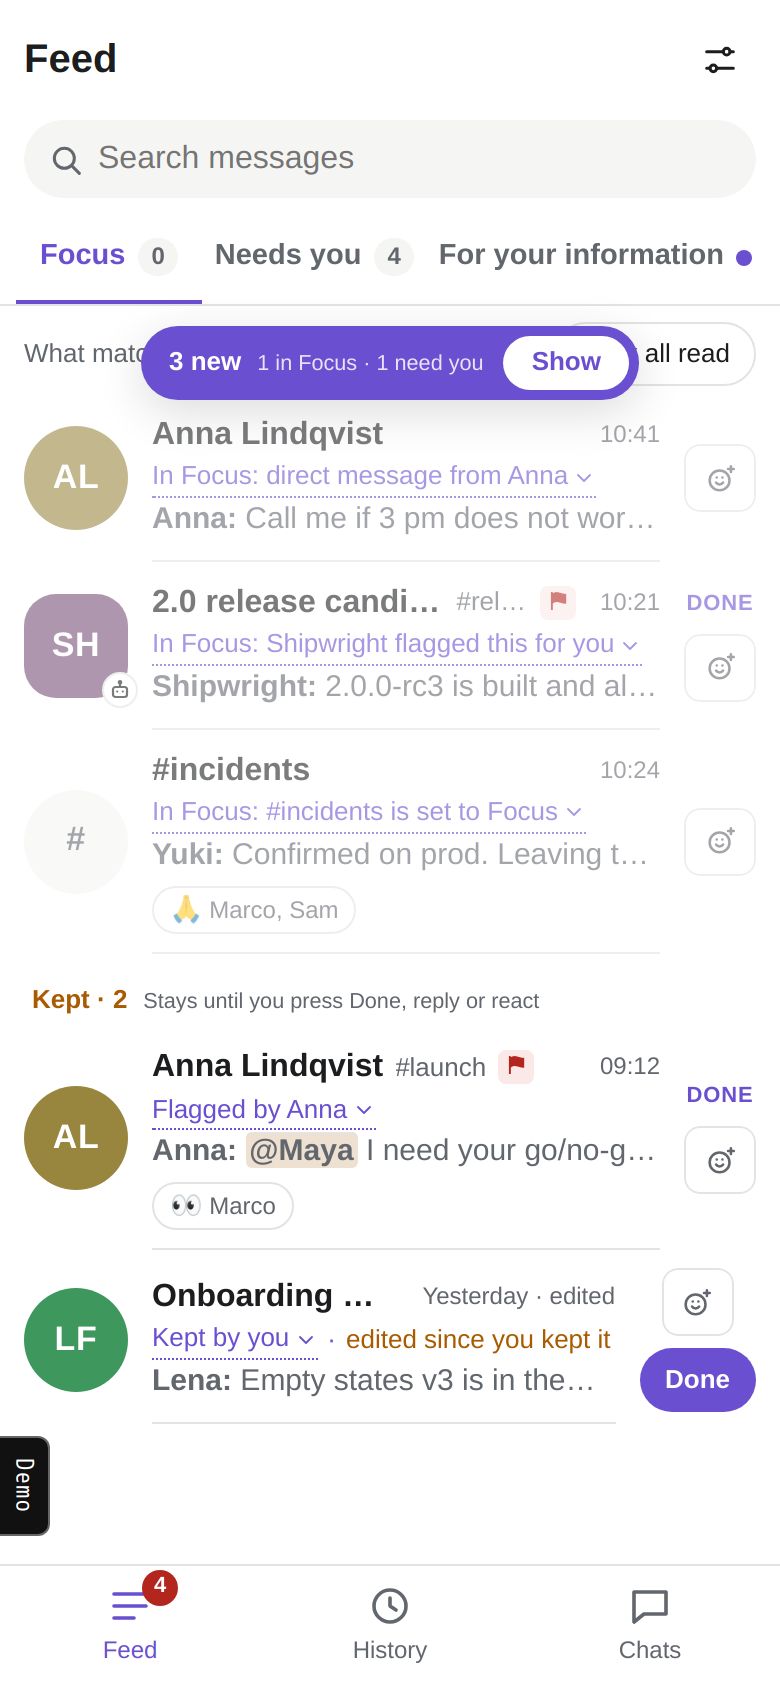 Feed
Search messages
Focus 0 Needs you 4 For your information
What matc
3 new 1 in Focus · 1 need you Show
all read
AL
Anna Lindqvist 10:41
In Focus: direct message from Anna
Anna: Call me if 3 pm does not wor…
SH
2.0 release candi… #rel… 10:21 DONE
In Focus: Shipwright flagged this for you
Shipwright: 2.0.0-rc3 is built and al…
#
#incidents 10:24
In Focus: #incidents is set to Focus
Yuki: Confirmed on prod. Leaving t…
🙏 Marco, Sam
Kept · 2 Stays until you press Done, reply or react
AL
Anna Lindqvist #launch 09:12 DONE
Flagged by Anna
Anna: @Maya I need your go/no-g…
👀 Marco
LF
Onboarding … Yesterday · edited
Kept by you · edited since you kept it
Lena: Empty states v3 is in the…
Done
Demo
4
Feed History Chats